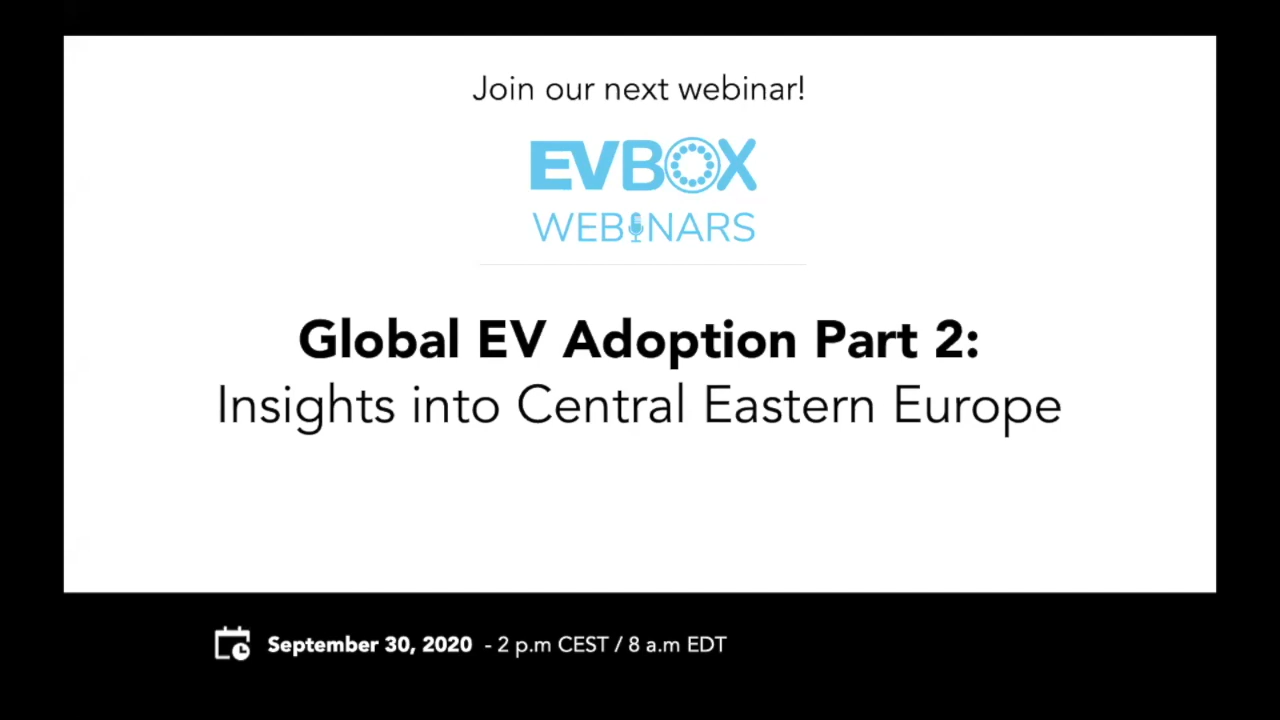 Join our next webinar!
EVBOX
WEBINARS
Global EV Adoption Part 2:
Insights into Central Eastern Europe
September 30, 2020 - 2 p.m CEST / 8 a.m EDT